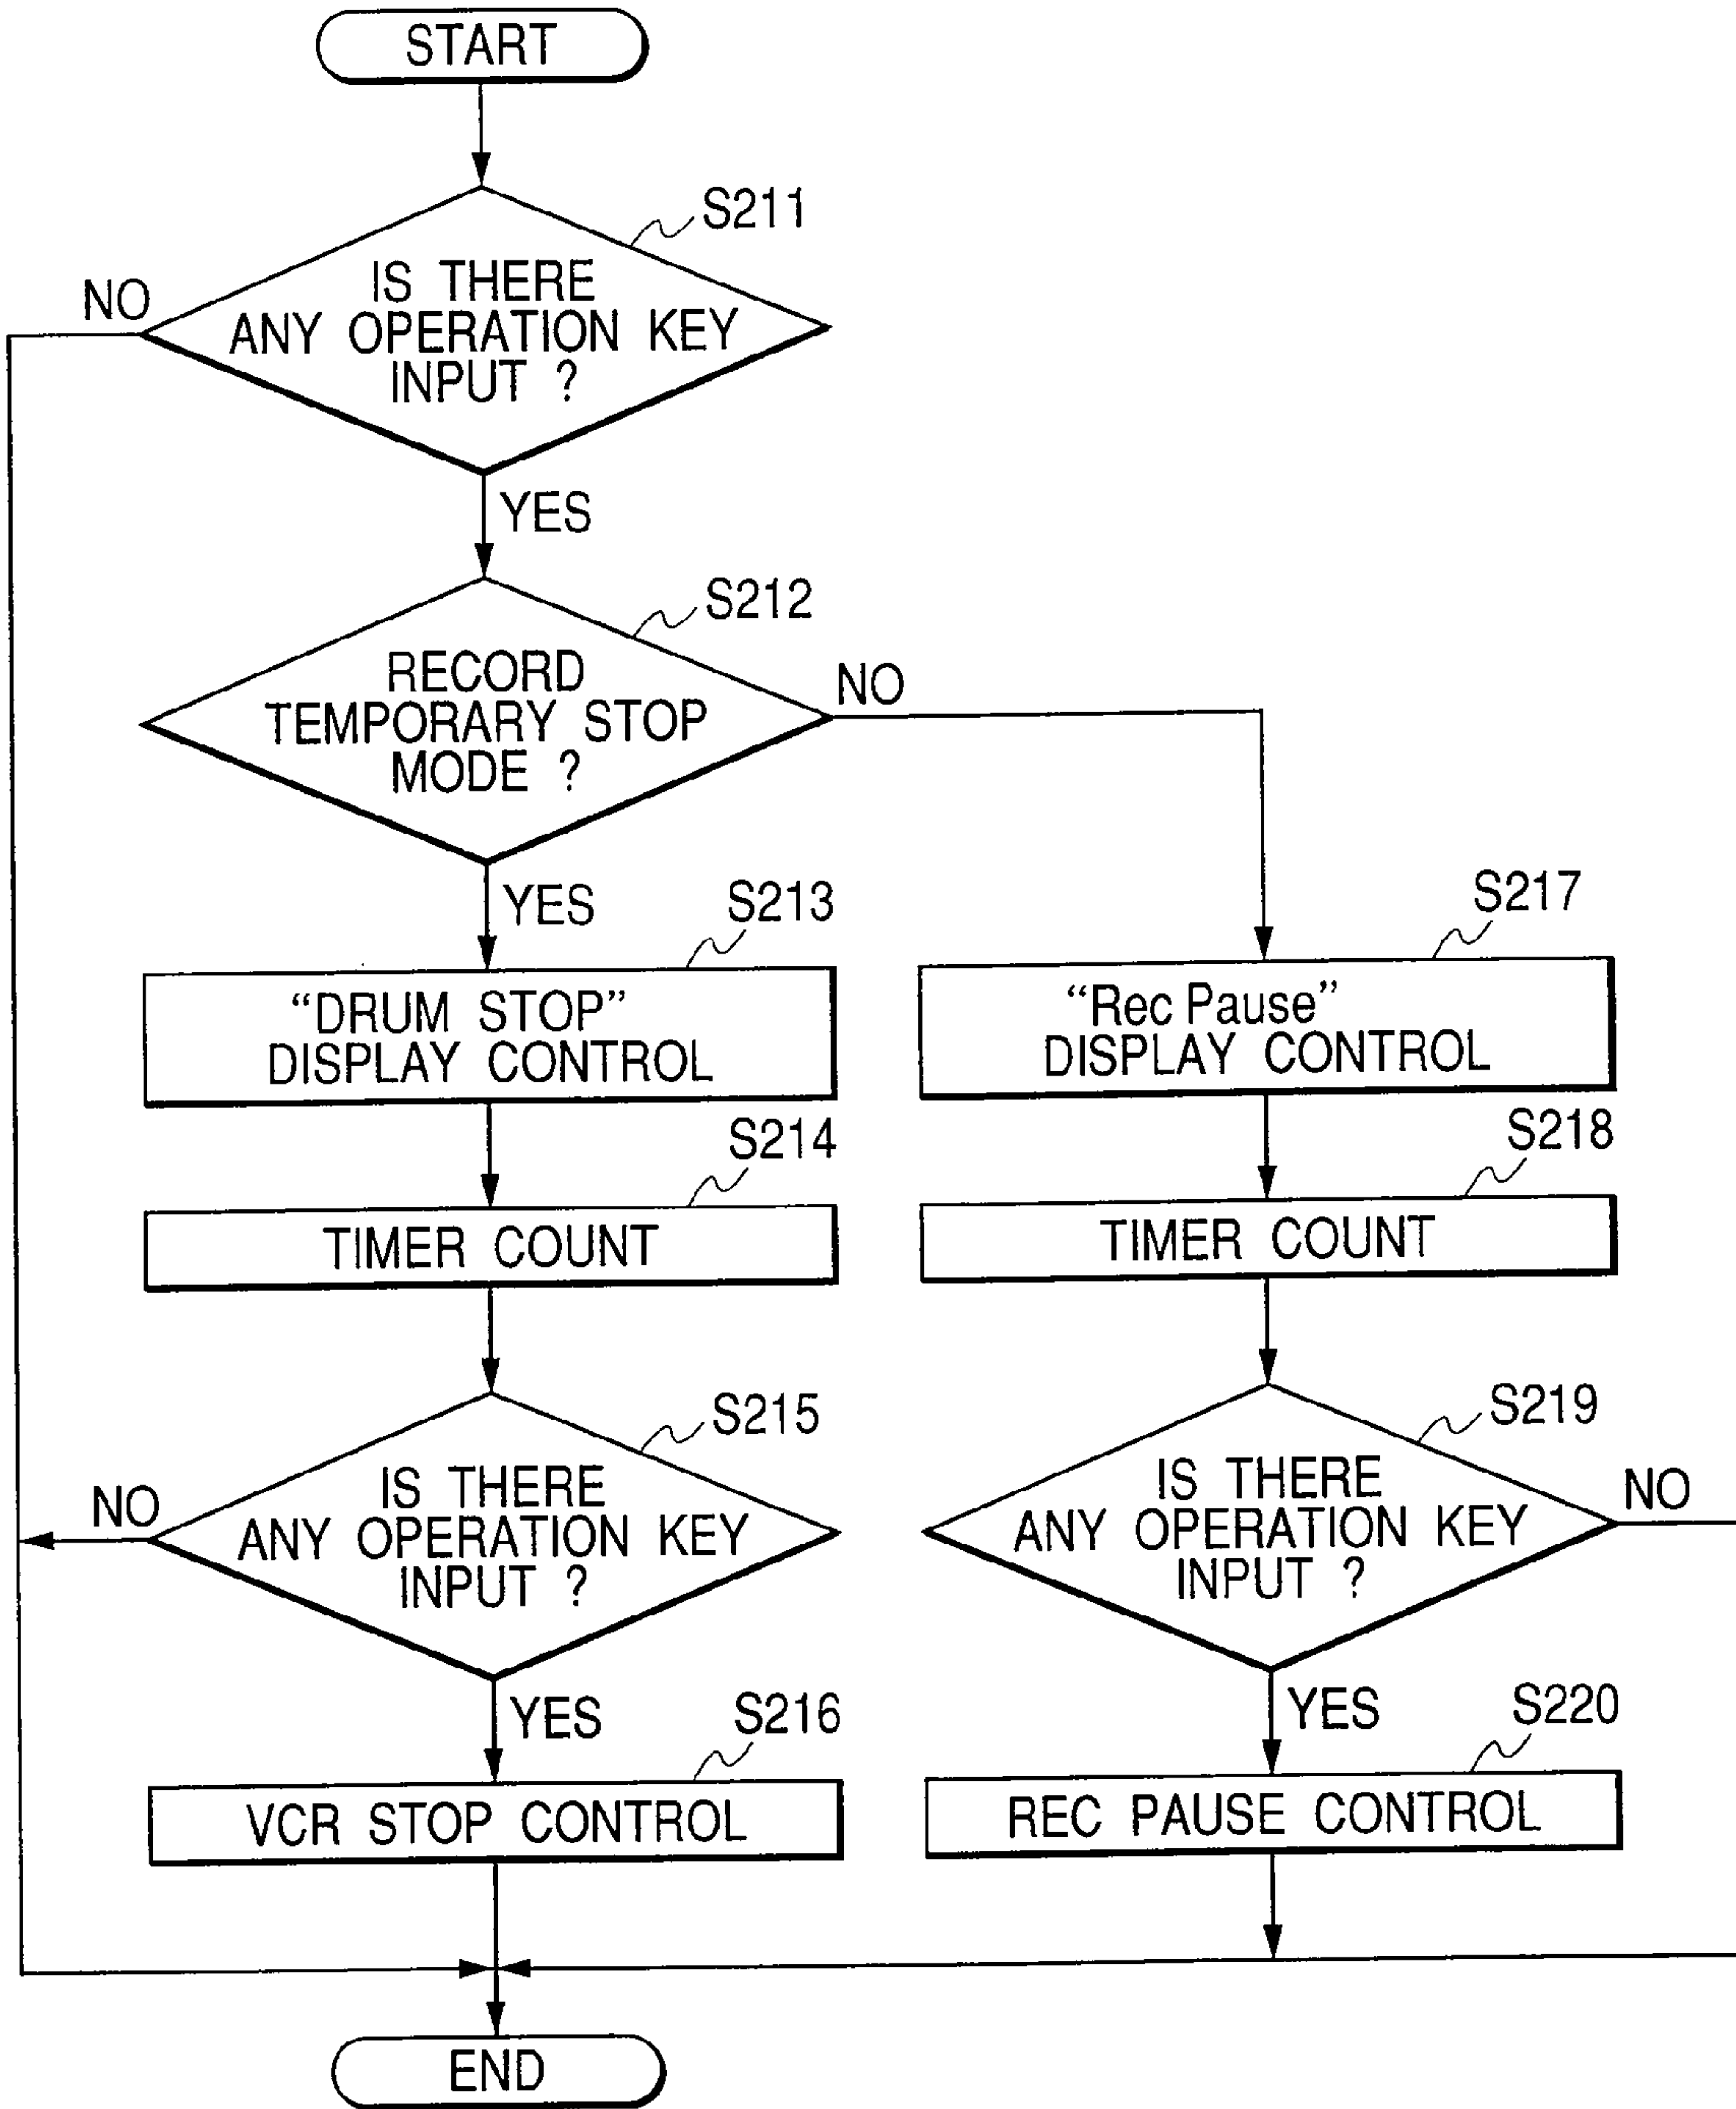 START
S211
NO
IS THERE
ANY OPERATION KEY
INPUT ?
YES
S212
RECORD
TEMPORARY STOP
MODE ?
NO
YES
S213
“DRUM STOP”
DISPLAY CONTROL
S217
“Rec Pause”
DISPLAY CONTROL
S214
TIMER COUNT
S218
TIMER COUNT
S215
NO
IS THERE
ANY OPERATION KEY
INPUT ?
S219
IS THERE
ANY OPERATION KEY
INPUT ?
NO
YES
S216
VCR STOP CONTROL
YES
S220
REC PAUSE CONTROL
END